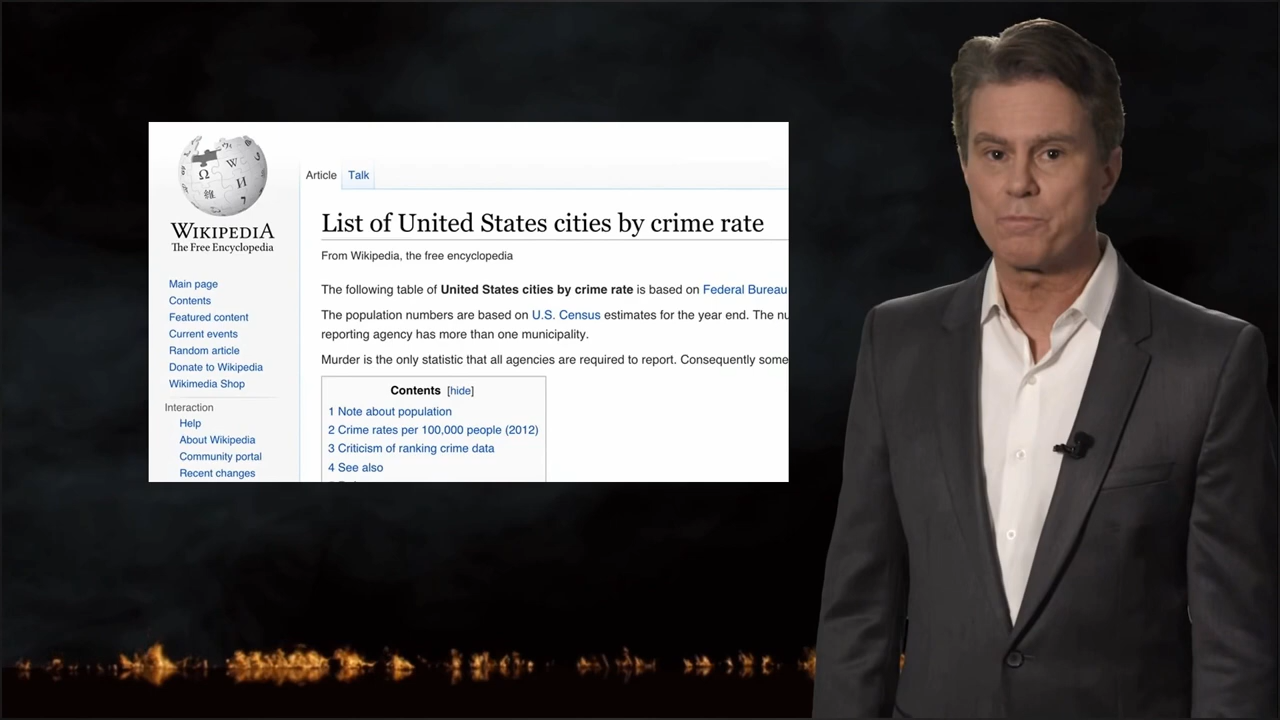 WIKIPEDIA
The Free Encyclopedia
Main page
Contents
Featured content
Current events
Random article
Donate to Wikipedia
Wikimedia Shop
Interaction
Help
About Wikipedia
Community portal
Recent changes
Article Talk
List of United States cities by crime rate
From Wikipedia, the free encyclopedia
The following table of United States cities by crime rate is based on Federal Bureau
The population numbers are based on U.S. Census estimates for the year end. The nu
reporting agency has more than one municipality.
Murder is the only statistic that all agencies are required to report. Consequently some
Contents [hide]
1 Note about population
2 Crime rates per 100,000 people (2012)
3 Criticism of ranking crime data
4 See also